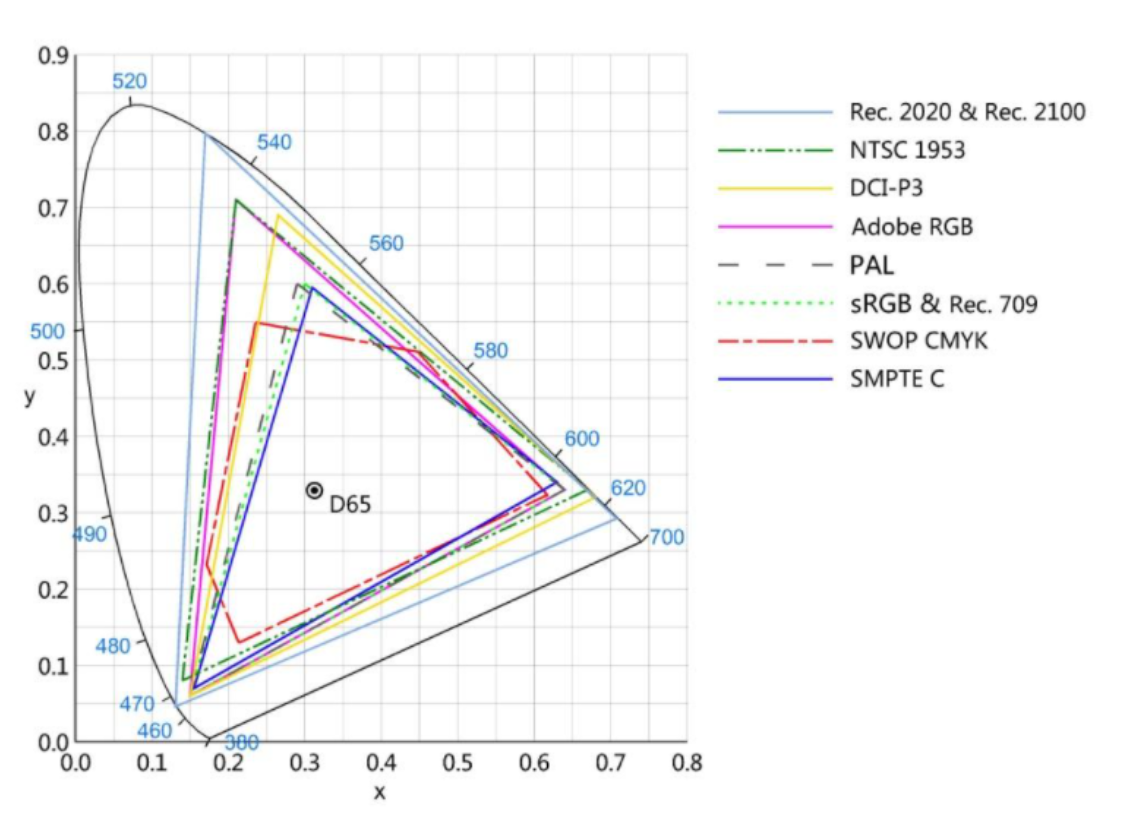 0.9
520
0.8
540
0.7
560
0.6
500
580
0.5
y
0.4
600
620
0.3
D65
490
700
0.2
480
0.1
470
460
0.0
380
0.0 0.1 0.2 0.3 0.4 0.5 0.6 0.7 0.8
x
Rec. 2020 & Rec. 2100
NTSC 1953
DCI-P3
Adobe RGB
PAL
sRGB & Rec. 709
SWOP CMYK
SMPTE C